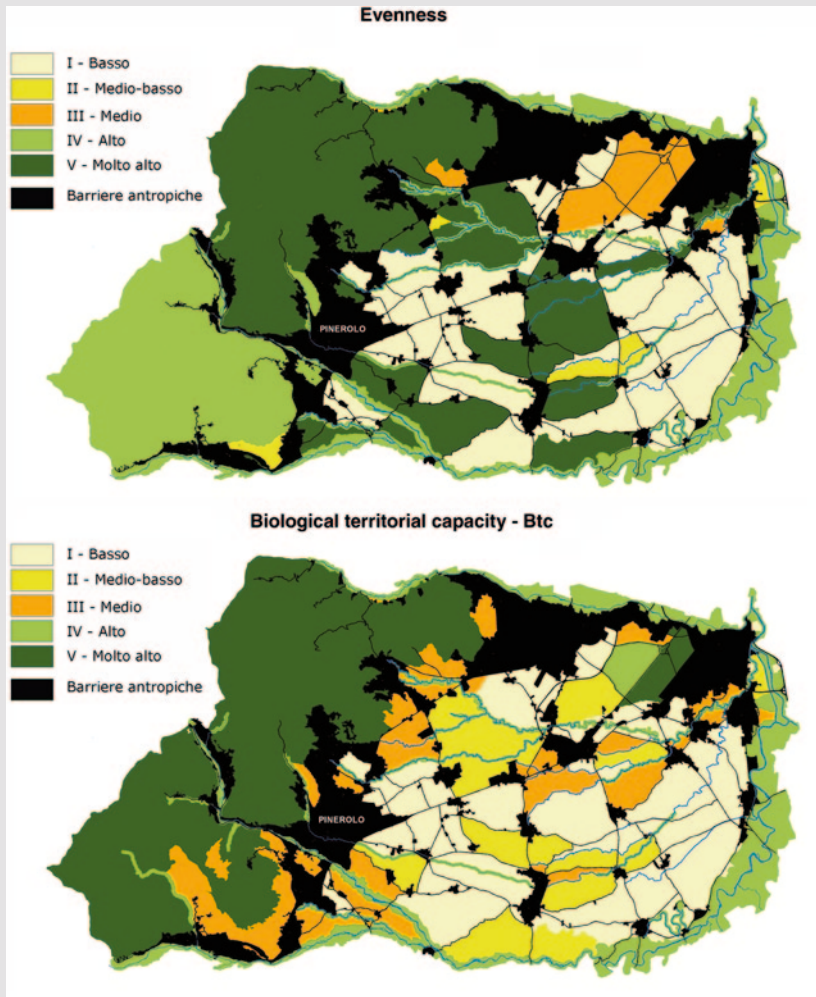 Evenness
I - Basso
II - Medio-basso
III - Medio
IV - Alto
V - Molto alto
Barriere antropiche
PINEROLO
Biological territorial capacity - Btc
I - Basso
II - Medio-basso
III - Medio
IV - Alto
V - Molto alto
Barriere antropiche
PINEROLO